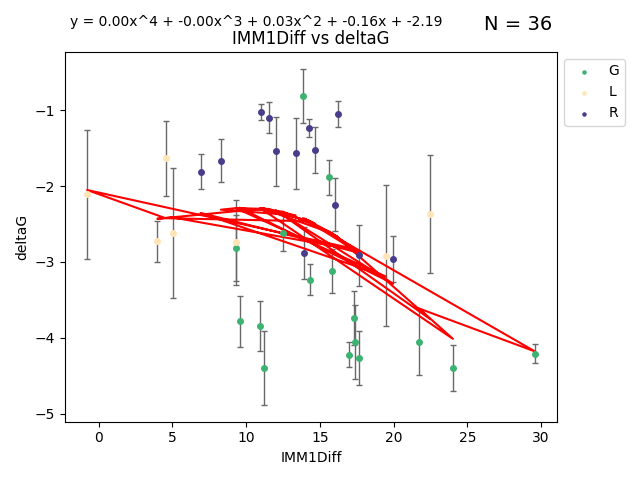 y = 0.00x^4 + -0.00x^3 + 0.03x^2 + -0.16x + -2.19
N = 36
IMM1Diff vs deltaG
G
L
R
deltaG
−1
−2
−3
−4
−5
0 5 10 15 20 25 30
IMM1Diff